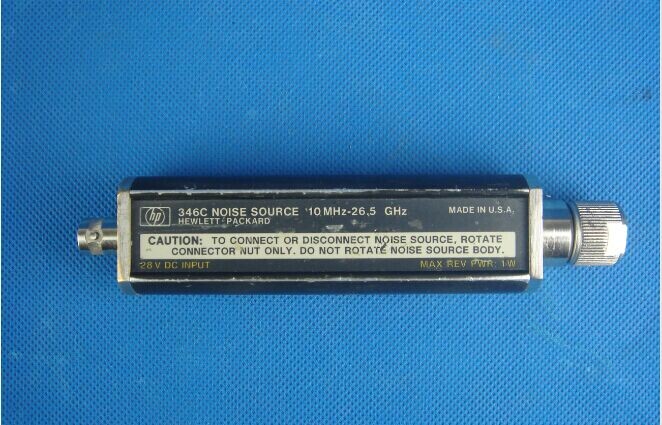 hp 346C NOISE SOURCE 10 MHz-26.5 GHz MADE IN U.S.A.
HEWLETT·PACKARD
CAUTION: TO CONNECT OR DISCONNECT NOISE SOURCE, ROTATE
CONNECTOR NUT ONLY. DO NOT ROTATE NOISE SOURCE BODY.
28 V DC INPUT MAX REV PWR: 1W